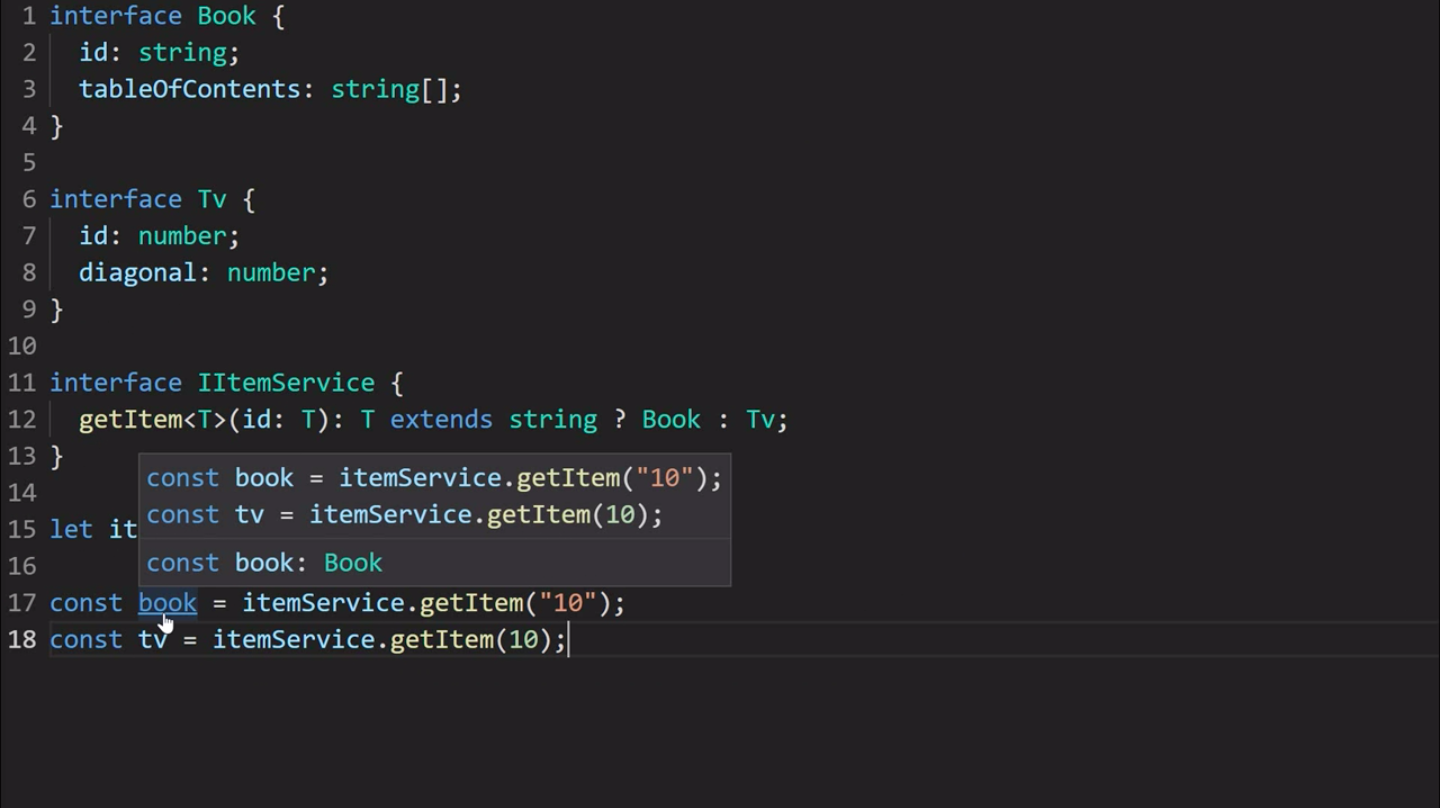 1 interface Book {
2 id: string;
3 tableOfContents: string[];
4 }
5
6 interface Tv {
7 id: number;
8 diagonal: number;
9 }
10
11 interface IItemService {
12 getItem<T>(id: T): T extends string ? Book : Tv;
13 }
const book = itemService.getItem("10");
14
const tv = itemService.getItem(10);
15 let it
const book: Book
16
17 const book = itemService.getItem("10");
18 const tv = itemService.getItem(10);